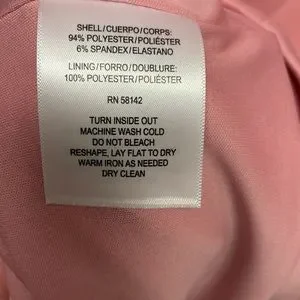 SHELL/CUERPO/CORPS:
94% POLYESTER/POLIÉSTER
6% SPANDEX/ELASTANO
LINING/FORRO/DOUBLURE:
100% POLYESTER/POLIÉSTER
RN 58142
TURN INSIDE OUT
MACHINE WASH COLD
DO NOT BLEACH
RESHAPE, LAY FLAT TO DRY
WARM IRON AS NEEDED
DRY CLEAN